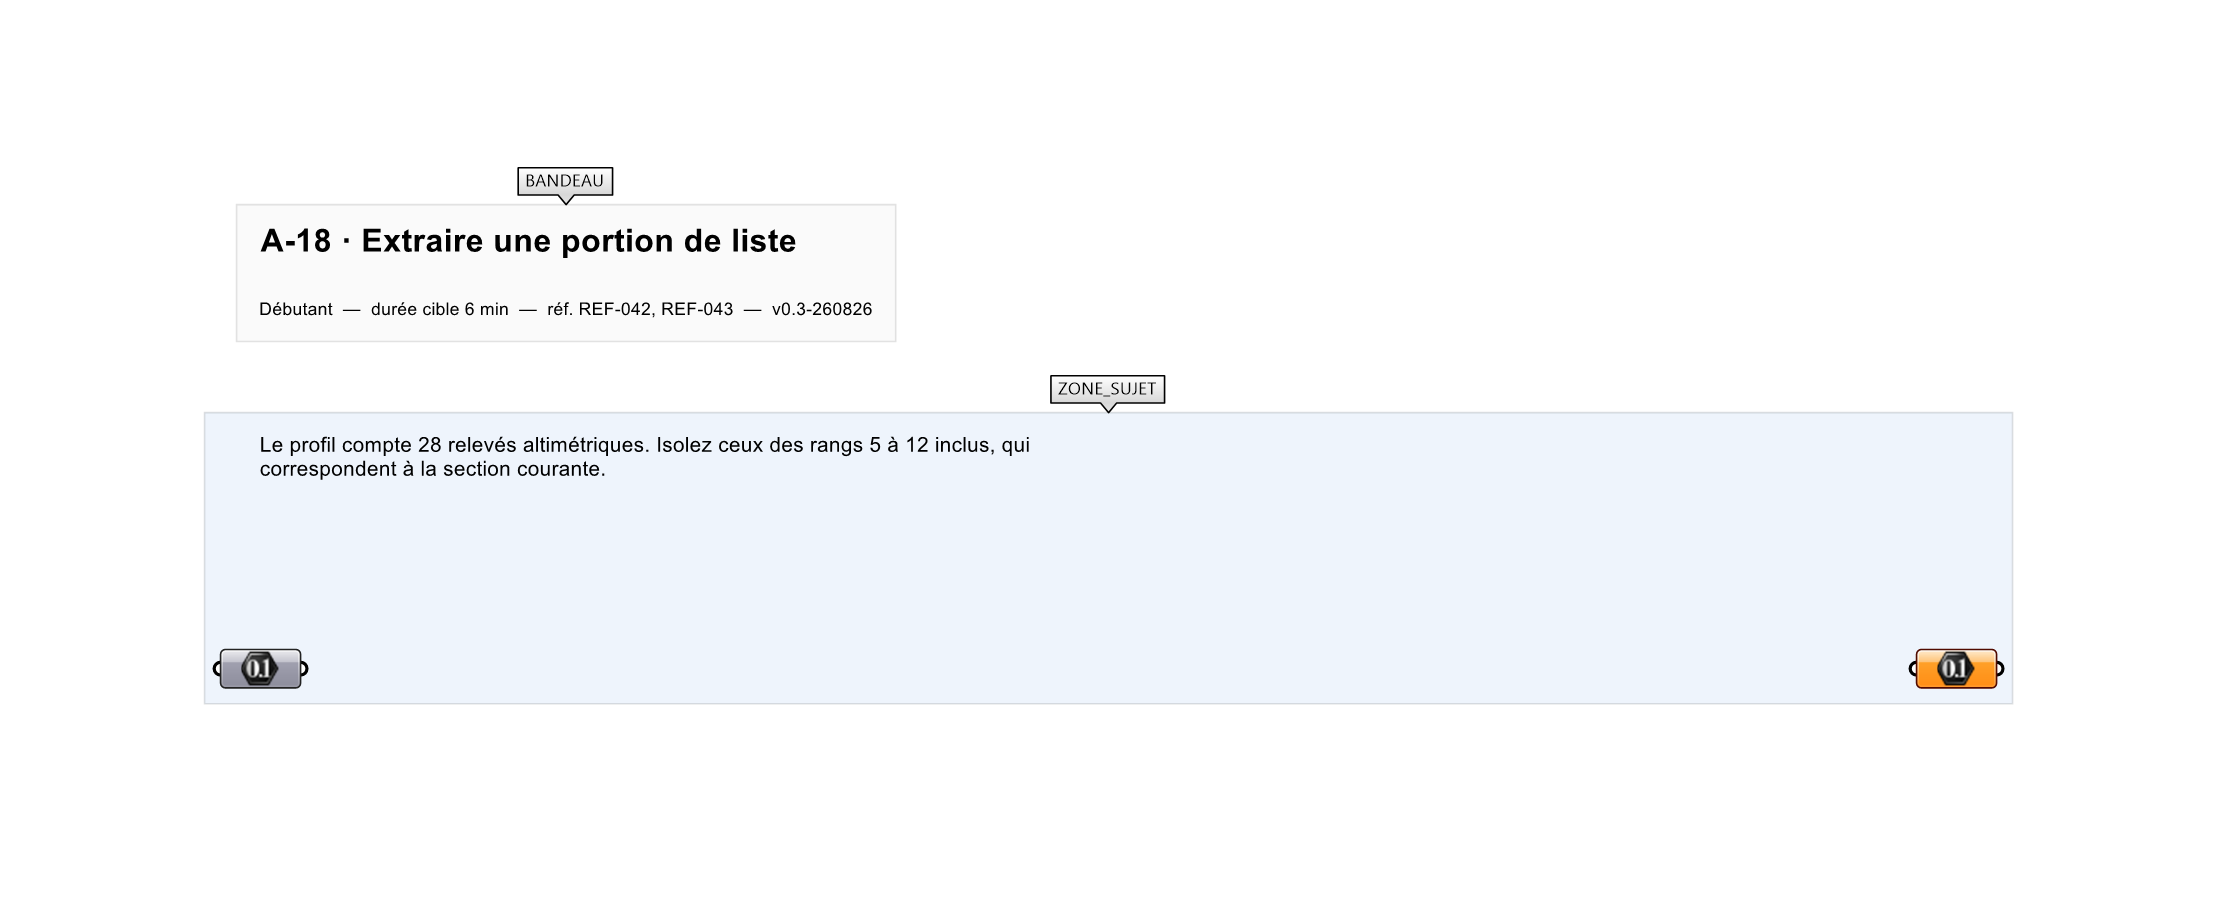 BANDEAU
A-18 · Extraire une portion de liste
Débutant — durée cible 6 min — réf. REF-042, REF-043 — v0.3-260826
ZONE_SUJET
Le profil compte 28 relevés altimétriques. Isolez ceux des rangs 5 à 12 inclus, qui
correspondent à la section courante.
0.1
0.1